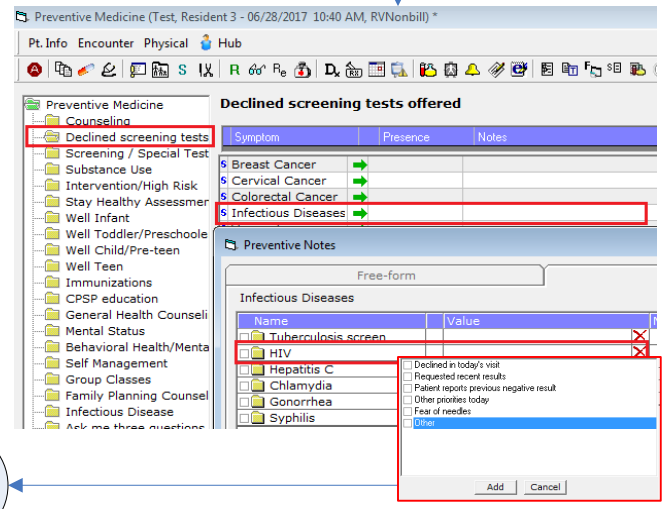 Preventive Medicine (Test, Resident 3 - 06/28/2017 10:40 AM, RVNonbill) *
Pt. Info Encounter Physical Hub
S R Re Dx
Preventive Medicine
Counseling
Declined screening tests
Screening / Special Test
Substance Use
Intervention/High Risk
Stay Healthy Assessmer
Well Infant
Well Toddler/Preschoole
Well Child/Pre-teen
Well Teen
Immunizations
CPSP education
General Health Counseli
Mental Status
Behavioral Health/Menta
Self Management
Group Classes
Family Planning Counsel
Infectious Disease
Ask me three questions
Declined screening tests offered
Symptom Presence Notes
S Breast Cancer
S Cervical Cancer
S Colorectal Cancer
S Infectious Diseases
Preventive Notes
Free-form
Infectious Diseases
Name Value N
Tuberculosis screen
HIV
Hepatitis C
Chlamydia
Gonorrhea
Syphilis
Declined in today's visit
Requested recent results
Patient reports previous negative result
Other priorities today
Fear of needles
Other
Add Cancel